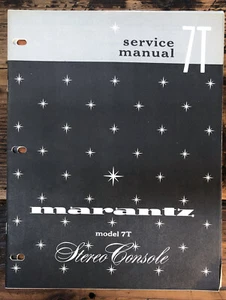 service
manual
7T
marantz
model 7T
Stereo Console